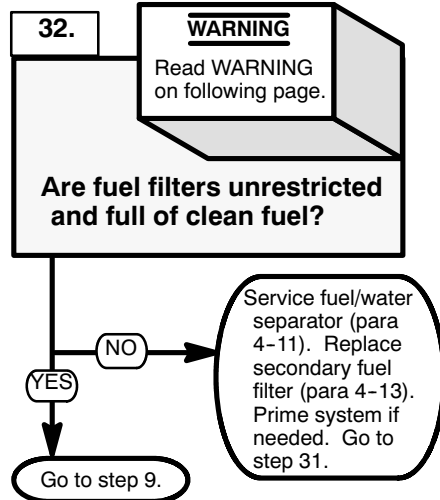 32.
WARNING
Read WARNING
on following page.
Are fuel filters unrestricted
and full of clean fuel?
NO
Service fuel/water
separator (para
4-11). Replace
secondary fuel
filter (para 4-13).
Prime system if
needed. Go to
step 31.
YES
Go to step 9.